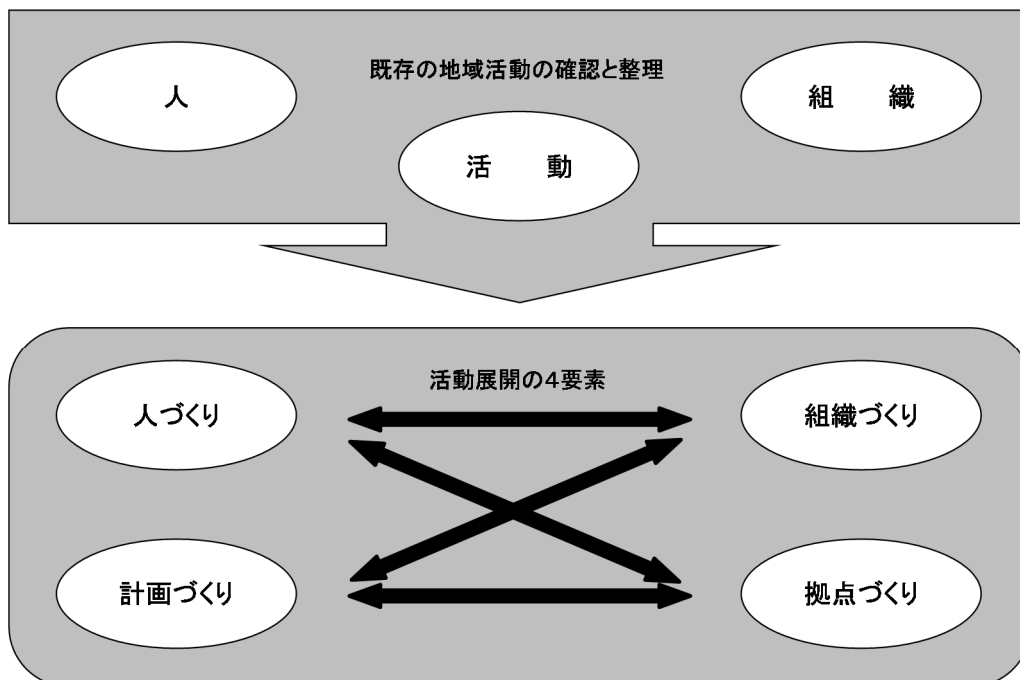 既存の地域活動の確認と整理
人
組　　織
活　　動
活動展開の4要素
人づくり
組織づくり
計画づくり
拠点づくり